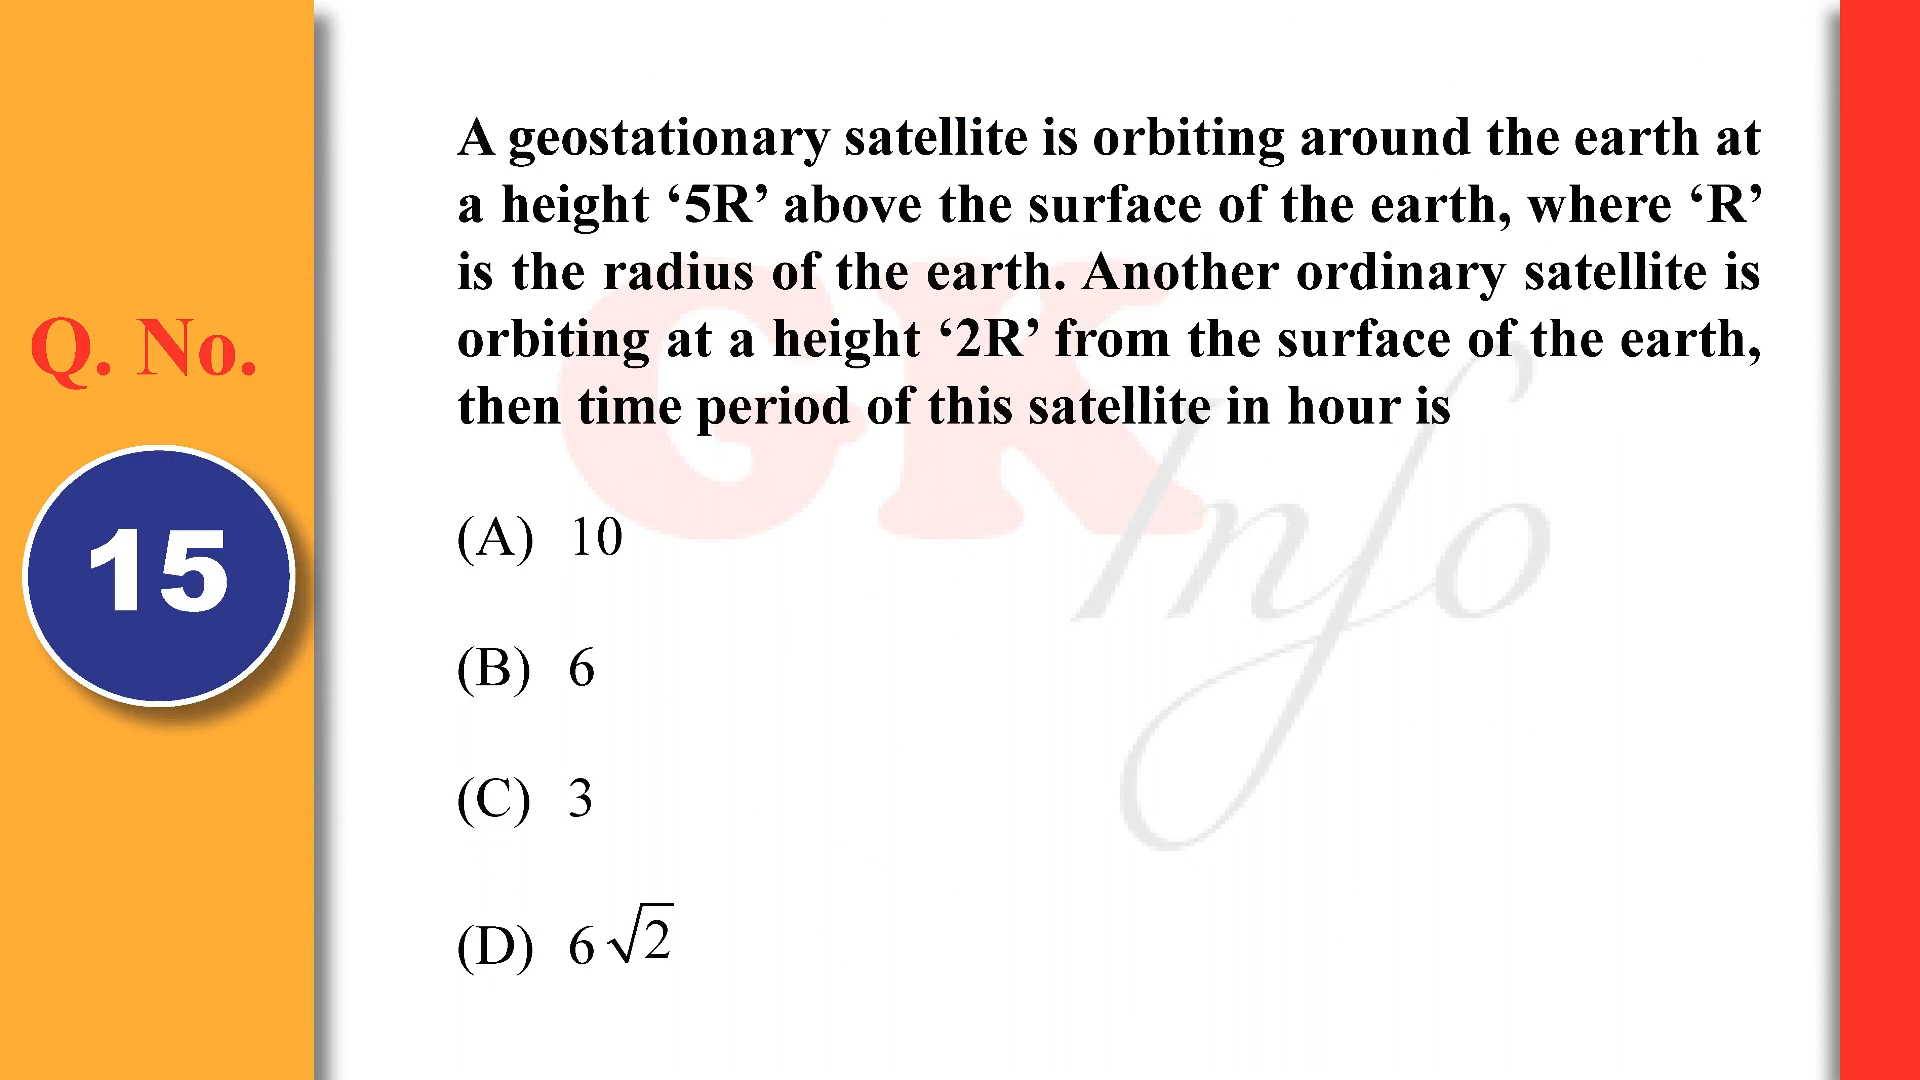 A geostationary satellite is orbiting around the earth at
a height ‘5R’ above the surface of the earth, where ‘R’
is the radius of the earth. Another ordinary satellite is
orbiting at a height ‘2R’ from the surface of the earth,
then time period of this satellite in hour is
Q. No.
15
(A) 10
(B) 6
(C) 3
(D) 6√2
GK
Info